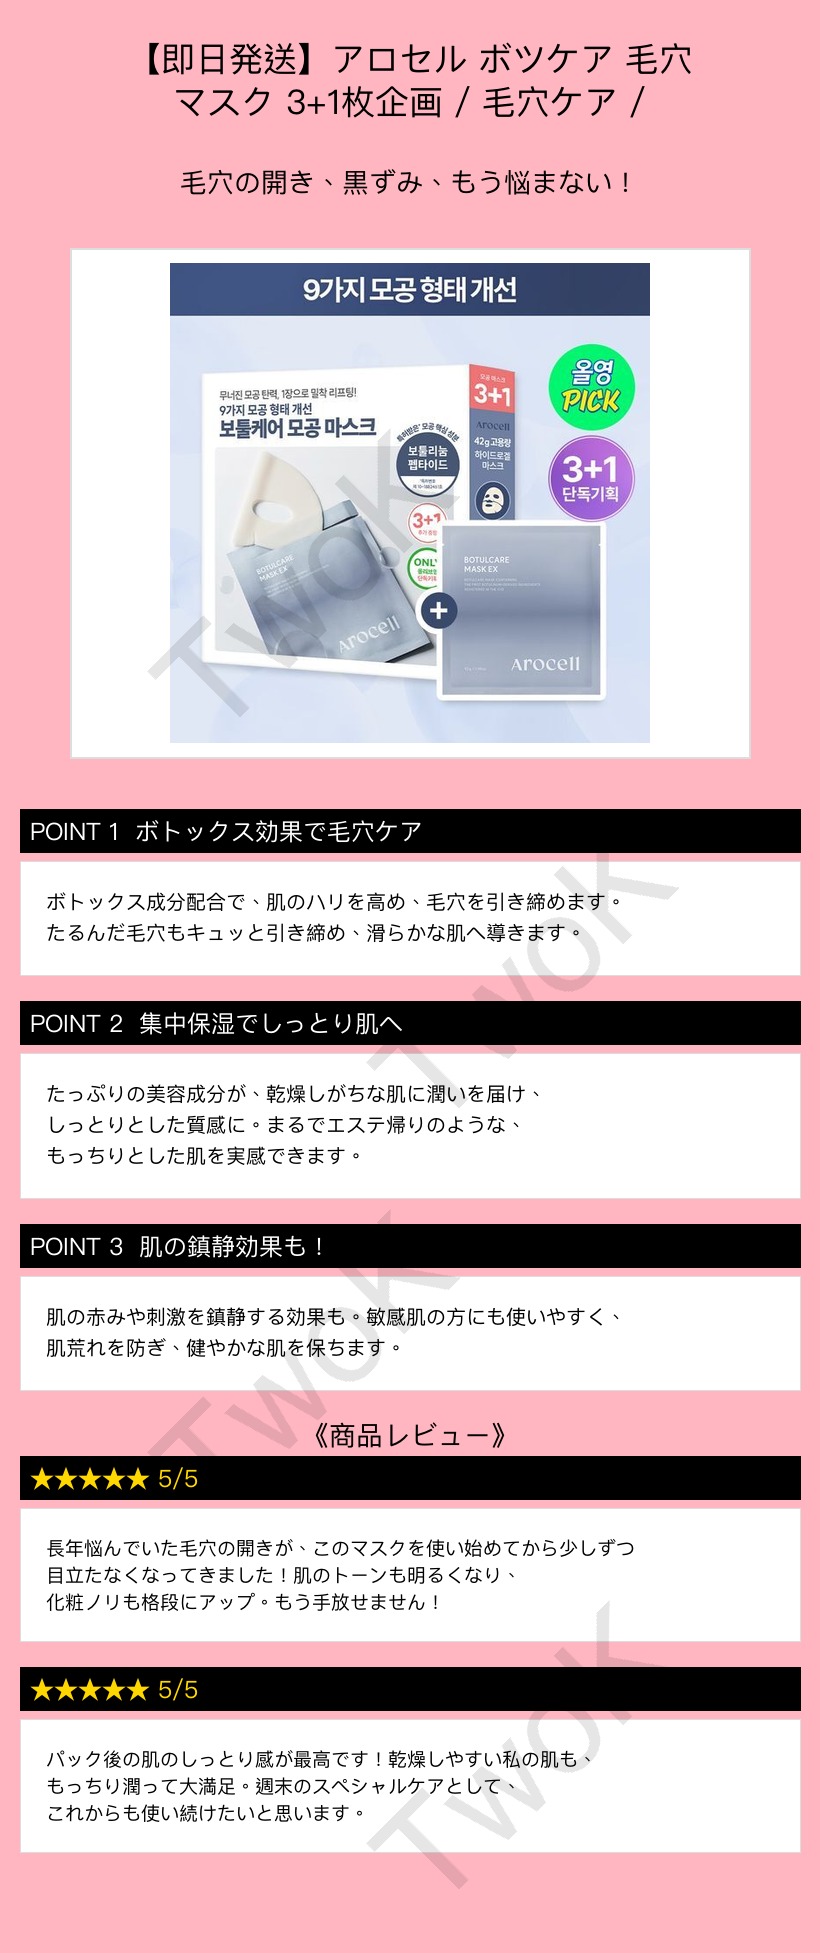 【即日発送】アロセル ボツケア 毛穴
マスク 3+1枚企画 / 毛穴ケア /
毛穴の開き、黒ずみ、もう悩まない！
9가지 모공 형태 개선
무너진 모공 탄력, 1장으로 밀착 리프팅!
9가지 모공 형태 개선
보툴케어 모공 마스크
특허받은* 모공 핵심 성분
보툴리눔
펩타이드
3+1
ONLY
올리브영
단독기획
BOTULCARE
MASK EX
arocell
모공 마스크
3+1
Arocell
42g 고용량
하이드로겔
마스크
올영
PICK
3+1
단독기획
+
BOTULCARE
MASK EX
arocell
POINT 1 ボトックス効果で毛穴ケア
ボトックス成分配合で、肌のハリを高め、毛穴を引き締めます。
たるんだ毛穴もキュッと引き締め、滑らかな肌へ導きます。
POINT 2 集中保湿でしっとり肌へ
たっぷりの美容成分が、乾燥しがちな肌に潤いを届け、
しっとりとした質感に。まるでエステ帰りのような、
もっちりとした肌を実感できます。
POINT 3 肌の鎮静効果も！
肌の赤みや刺激を鎮静する効果も。敏感肌の方にも使いやすく、
肌荒れを防ぎ、健やかな肌を保ちます。
《商品レビュー》
★★★★★ 5/5
長年悩んでいた毛穴の開きが、このマスクを使い始めてから少しずつ
目立たなくなってきました！肌のトーンも明るくなり、
化粧ノリも格段にアップ。もう手放せません！
★★★★★ 5/5
パック後の肌のしっとり感が最高です！乾燥しやすい私の肌も、
もっちり潤って大満足。週末のスペシャルケアとして、
これからも使い続けたいと思います。
TwoK
TwoK
TwoK
TwoK